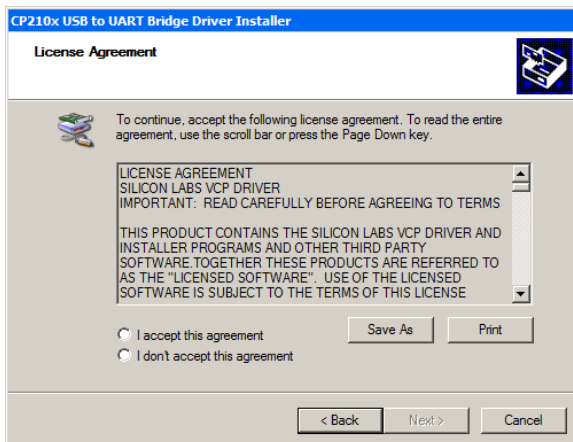 CP210x USB to UART Bridge Driver Installer
License Agreement
To continue, accept the following license agreement. To read the entire
agreement, use the scroll bar or press the Page Down key.
LICENSE AGREEMENT
SILICON LABS VCP DRIVER
IMPORTANT:  READ CAREFULLY BEFORE AGREEING TO TERMS
THIS PRODUCT CONTAINS THE SILICON LABS VCP DRIVER AND
INSTALLER PROGRAMS AND OTHER THIRD PARTY
SOFTWARE.TOGETHER THESE PRODUCTS ARE REFERRED TO
AS THE "LICENSED SOFTWARE".  USE OF THE LICENSED
SOFTWARE IS SUBJECT TO THE TERMS OF THIS LICENSE
I accept this agreement
Save As
Print
I don't accept this agreement
< Back
Next >
Cancel